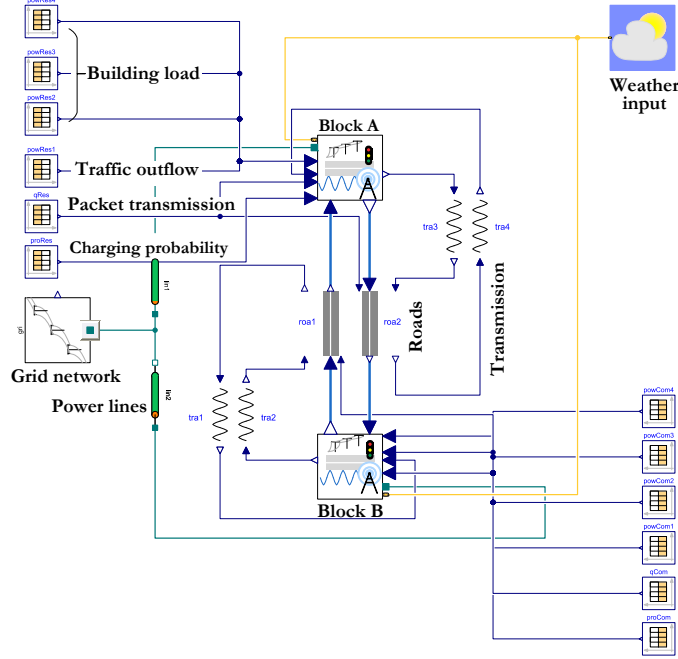 powRes4
powRes3
Building load
powRes2
Weather
input
Block A
powRes1
Traffic outflow
qRes
Packet transmission
proRes
Charging probability
tra3
tra4
lin1
gri
roa1
roa2
Roads
Transmission
Grid network
lin2
Power lines
tra1
tra2
powCom4
powCom3
powCom2
Block B
powCom1
qCom
proCom